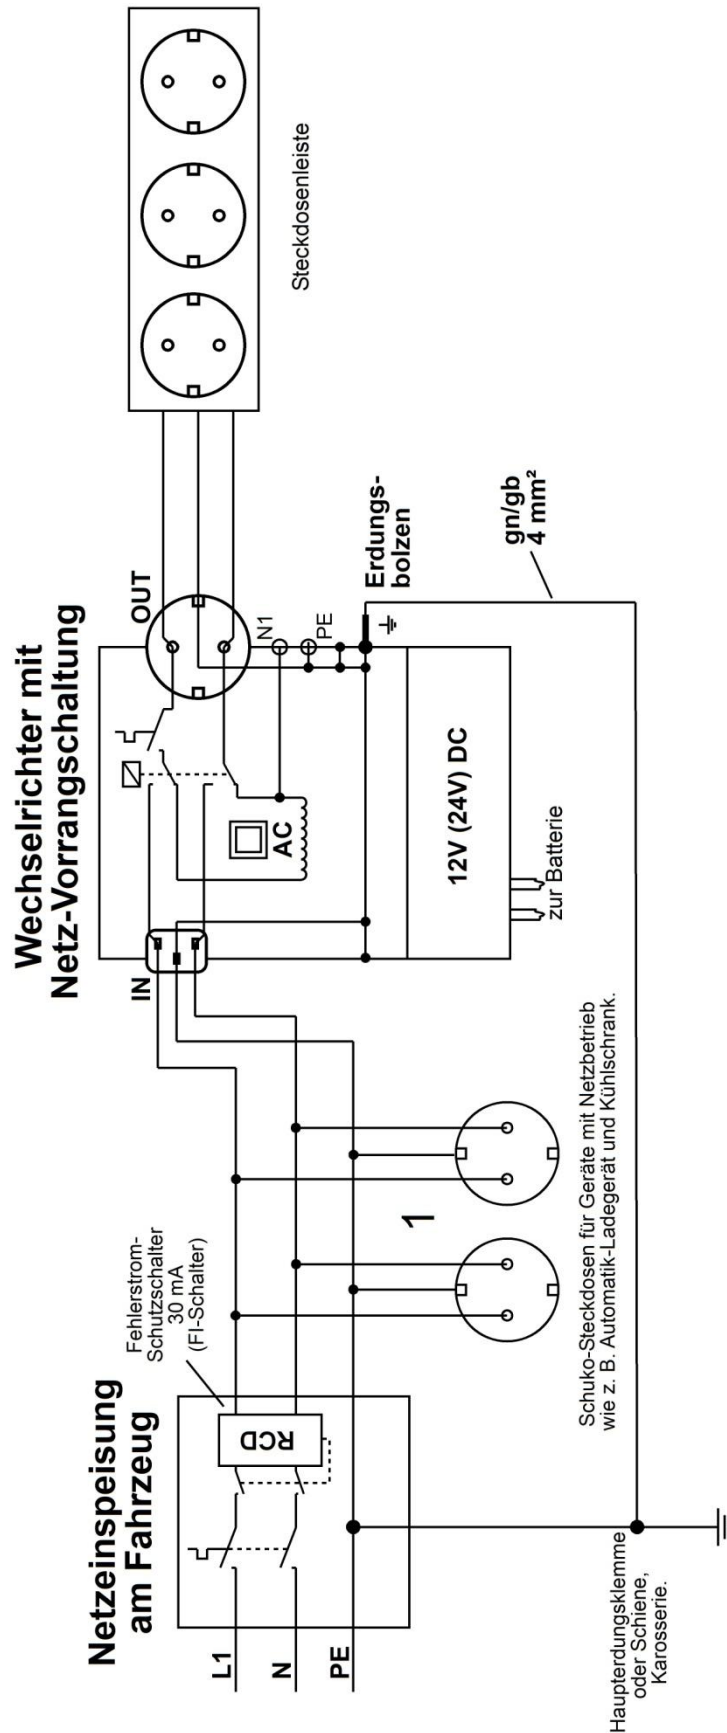 Netzeinspeisung
am Fahrzeug
L1
N
PE
RCD
Fehlerstrom-
Schutzschalter
30 mA
(FI-Schalter)
1
Schuko-Steckdosen für Geräte mit Netzbetrieb
wie z. B. Automatik-Ladegerät und Kühlschrank.
Haupterdungsklemme
oder Schiene,
Karosserie.
Wechselrichter mit
Netz-Vorrangschaltung
IN
OUT
AC
N1
PE
12V (24V) DC
zur Batterie
Erdungs-
bolzen
gn/gb
4 mm²
Steckdosenleiste